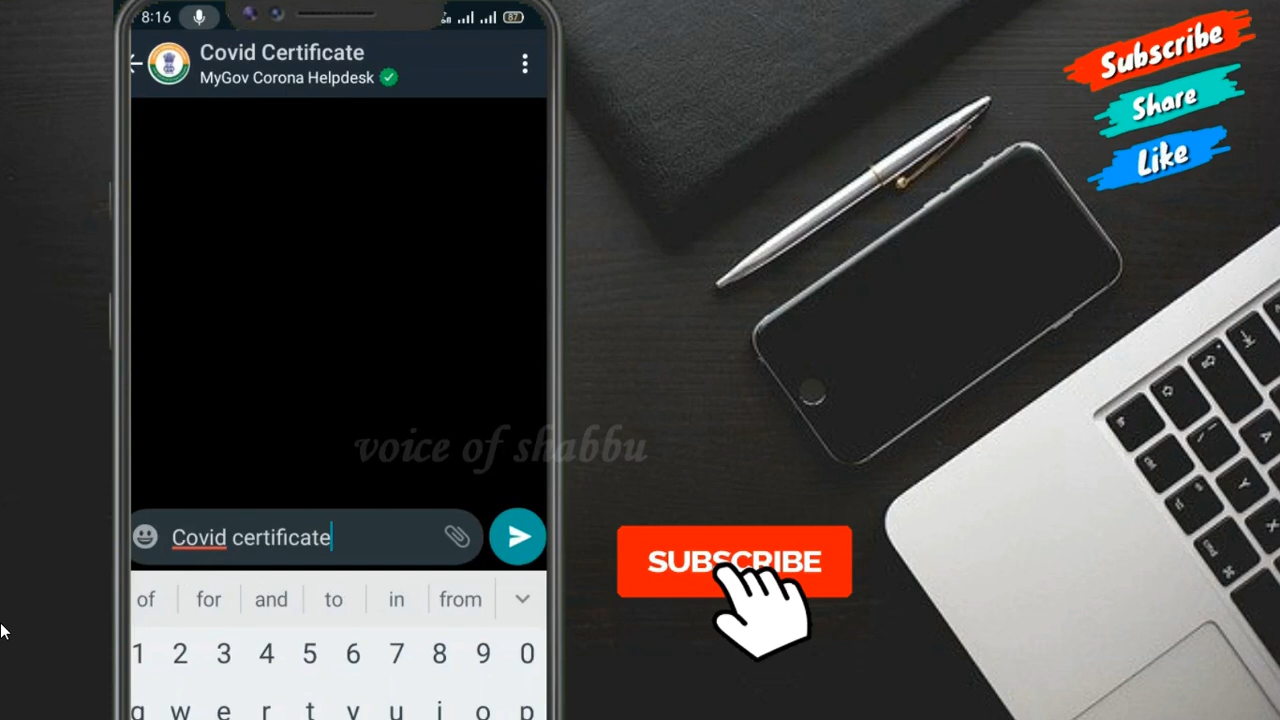 8:16
87
Covid Certificate
MyGov Corona Helpdesk
Subscribe
Share
Like
voice of shabbu
Covid certificate
SUBSCRIBE
of for and to in from
1 2 3 4 5 6 7 8 9 0
q w e r t y u i o p